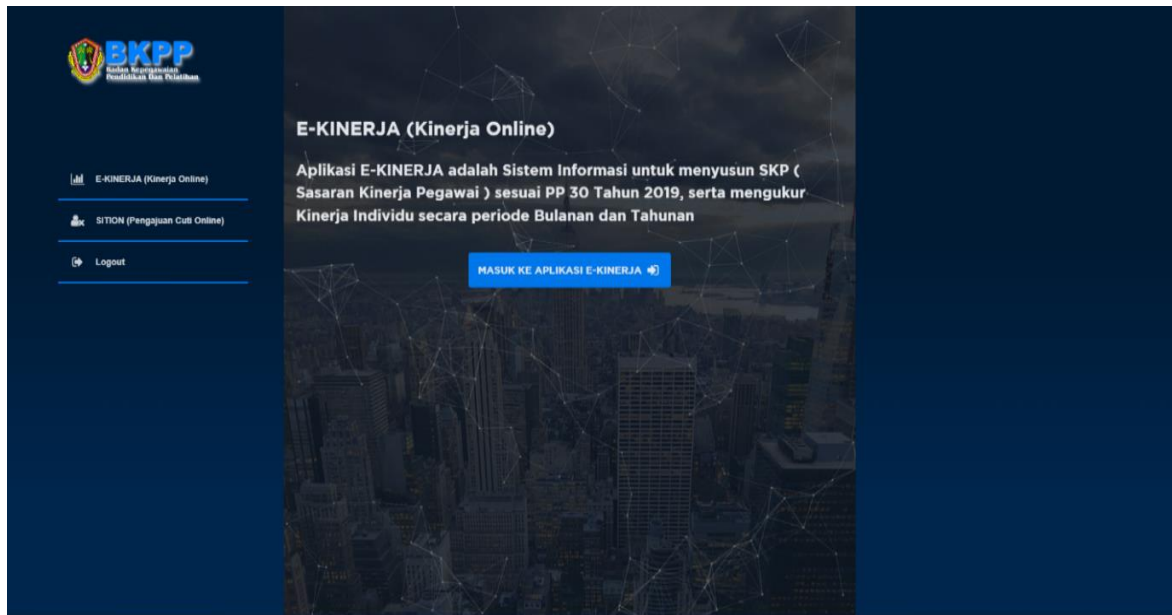 BKPP
Badan Kepegawaian
Pendidikan Dan Pelatihan
E-KINERJA (Kinerja Online)
SITION (Pengajuan Cuti Online)
Logout
E-KINERJA (Kinerja Online)
Aplikasi E-KINERJA adalah Sistem Informasi untuk menyusun SKP (
Sasaran Kinerja Pegawai ) sesuai PP 30 Tahun 2019, serta mengukur
Kinerja Individu secara periode Bulanan dan Tahunan
MASUK KE APLIKASI E-KINERJA